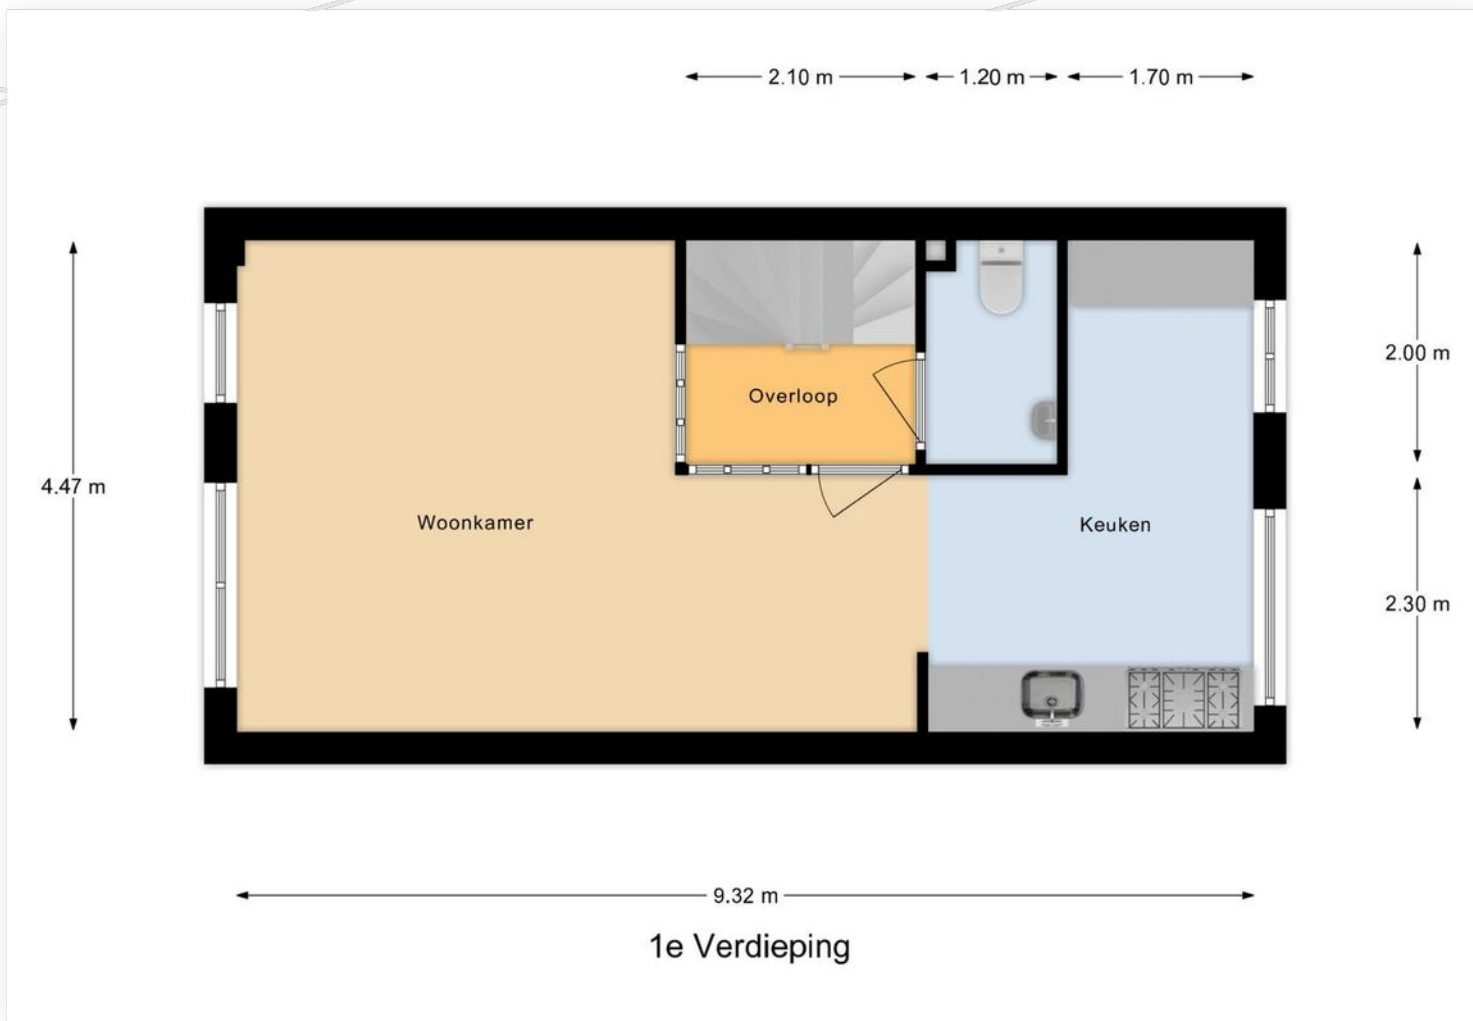 2.10 m 1.20 m 1.70 m
2.00 m
Overloop
4.47 m
Woonkamer
Keuken
2.30 m
9.32 m
1e Verdieping